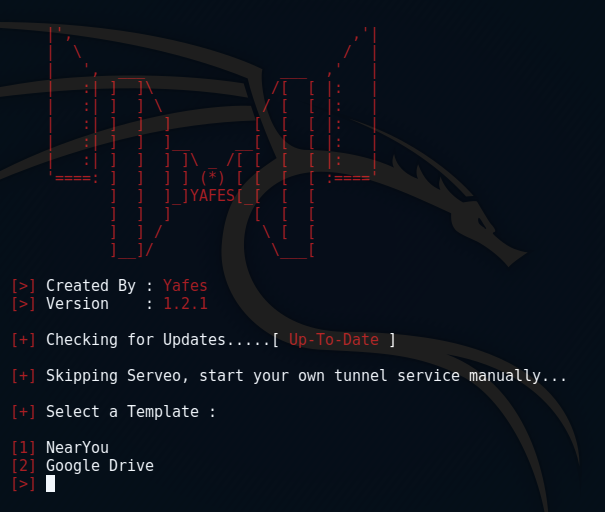 YAFES
[>] Created By : Yafes
[>] Version    : 1.2.1
[+] Checking for Updates.....[ Up-To-Date ]
[+] Skipping Serveo, start your own tunnel service manually...
[+] Select a Template :
[1] NearYou
[2] Google Drive
[>]